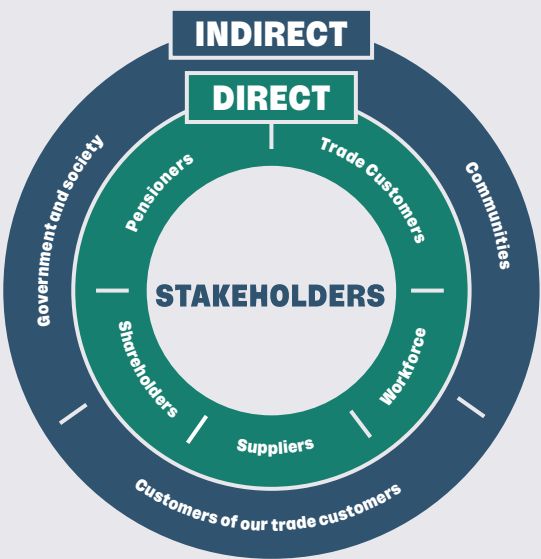 INDIRECT
DIRECT
Pensioners
Trade Customers
Government and society
Communities
STAKEHOLDERS
Shareholders
Workforce
Suppliers
Customers of our trade customers